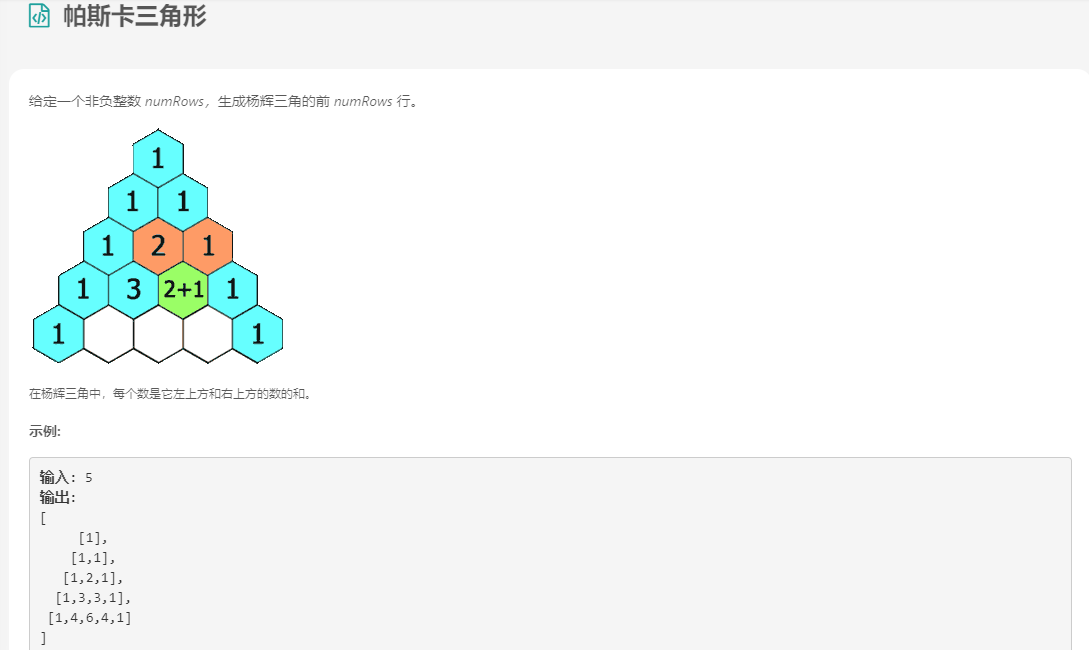 帕斯卡三角形
给定一个非负整数 numRows，生成杨辉三角的前 numRows 行。
1
1 1
1 2 1
1 3 2+1 1
1 1
在杨辉三角中，每个数是它左上方和右上方的数的和。
示例:
输入: 5
输出:
[
[1],
[1,1],
[1,2,1],
[1,3,3,1],
[1,4,6,4,1]
]